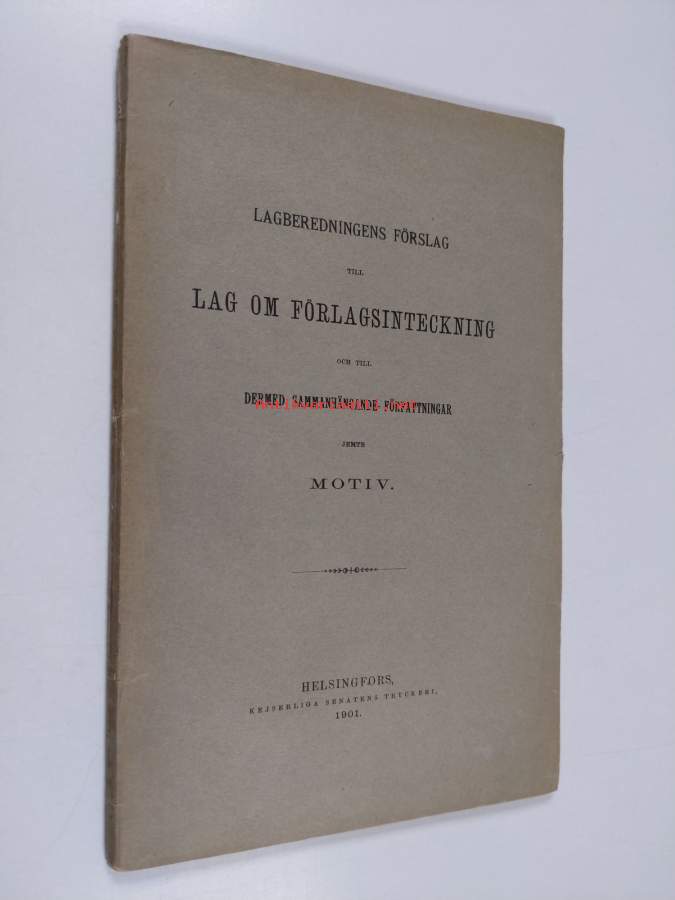 LAGBEREDNINGENS FÖRSLAG
TILL
LAG OM FÖRLAGSINTECKNING
OCH TILL
DERMED SAMMANHÄNGANDE FÖRFATTNINGAR
JEMTE
MOTIV.
HELSINGFORS,
KEJSERLIGA SENATENS TRYCKERI,
1901.